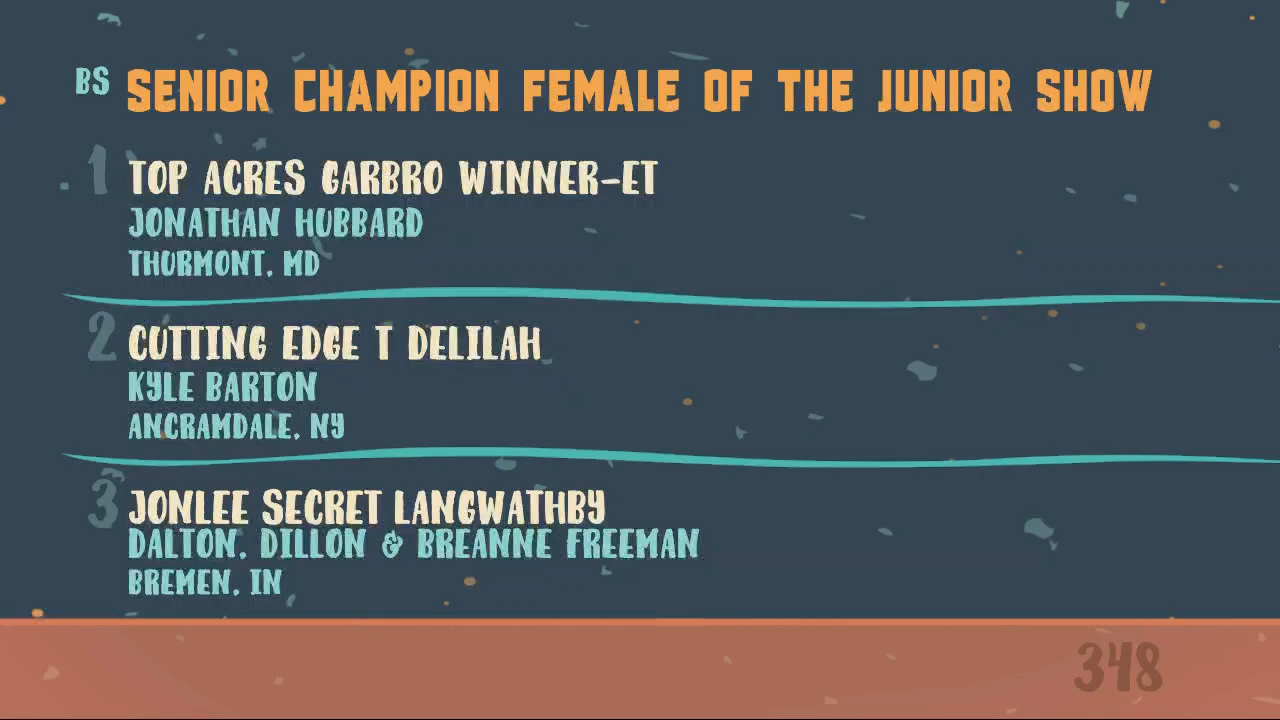 BS SENIOR CHAMPION FEMALE OF THE JUNIOR SHOW
1 TOP ACRES GARBRO WINNER-ET
JONATHAN HUBBARD
THURMONT, MD
2 CUTTING EDGE T DELILAH
KYLE BARTON
ANCRAMDALE, NY
3 JONLEE SECRET LANGWATHBY
DALTON, DILLON & BREANNE FREEMAN
BREMEN, IN
348